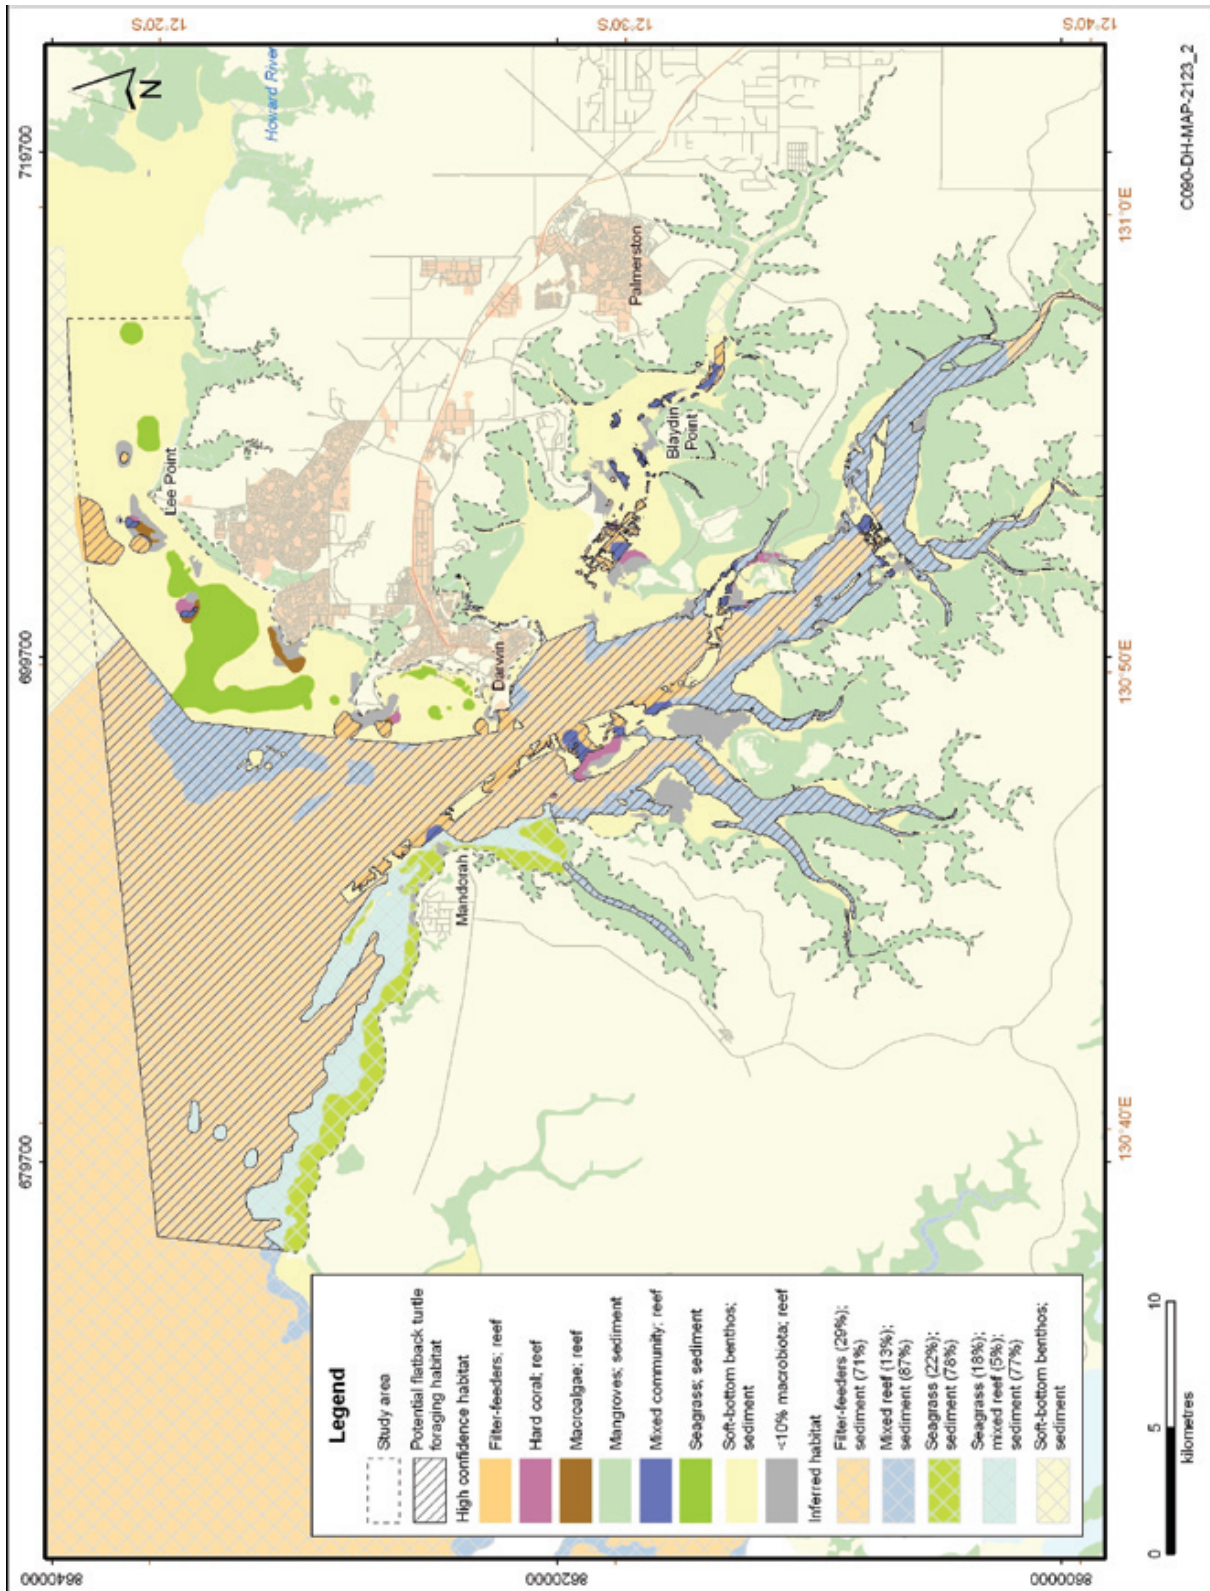 719700
699700
679700
12°20'S
12°30'S
12°40'S
8640000
8620000
8600000
131°0'E
130°50'E
130°40'E
N
Howard River
Lee Point
Palmerston
Blaydin
Point
Darwin
Mandorah
Legend
Study area
Potential flatback turtle
foraging habitat
High confidence habitat
Filter-feeders; reef
Hard coral; reef
Macroalgae; reef
Mangroves; sediment
Mixed community; reef
Seagrass; sediment
Soft-bottom benthos;
sediment
<10% macrobiota; reef
Inferred habitat
Filter-feeders (29%);
sediment (71%)
Mixed reef (13%);
sediment (87%)
Seagrass (22%);
sediment (78%)
Seagrass (18%);
mixed reef (5%);
sediment (77%)
Soft-bottom benthos;
sediment
0 5 10
kilometres
C090-DH-MAP-2123_2